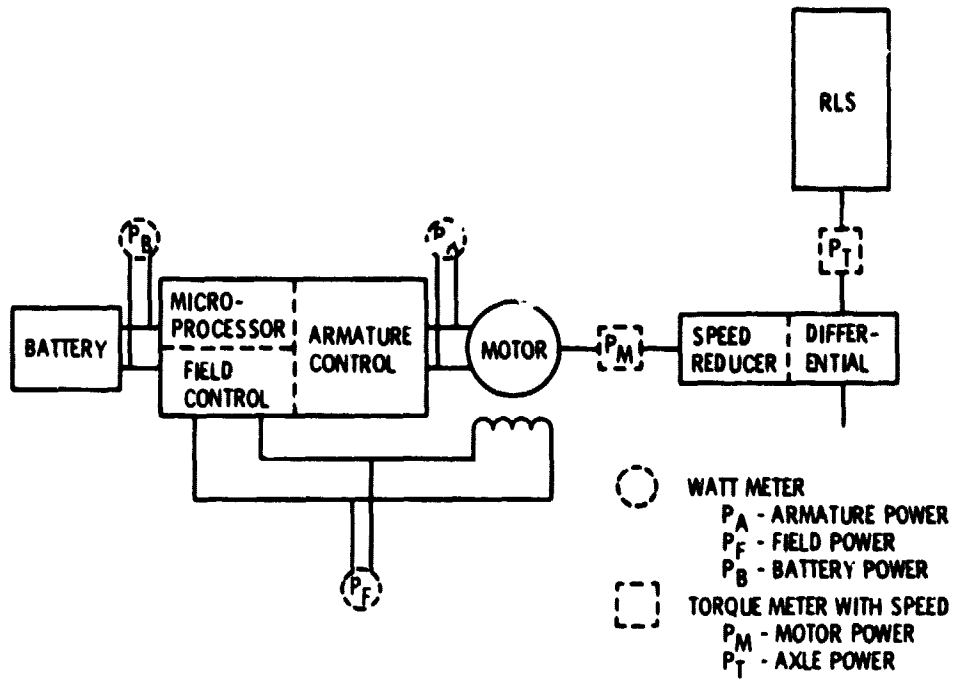 RLS
P_T
P_B
P_A
MICRO-
PROCESSOR
ARMATURE
CONTROL
FIELD
CONTROL
BATTERY
MOTOR
P_M
SPEED
REDUCER
DIFFER-
ENTIAL
P_F
WATT METER
P_A - ARMATURE POWER
P_F - FIELD POWER
P_B - BATTERY POWER
TORQUE METER WITH SPEED
P_M - MOTOR POWER
P_T - AXLE POWER